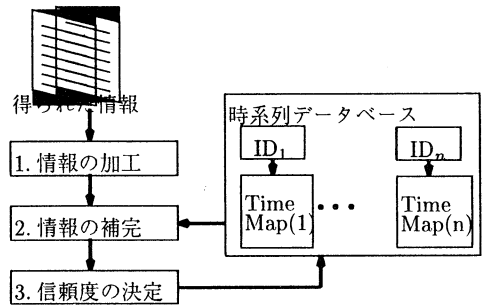 得られた情報
1. 情報の加工
2. 情報の補完
3. 信頼度の決定
時系列データベース
ID1
Time
Map(1)
• • •
IDn
Time
Map(n)